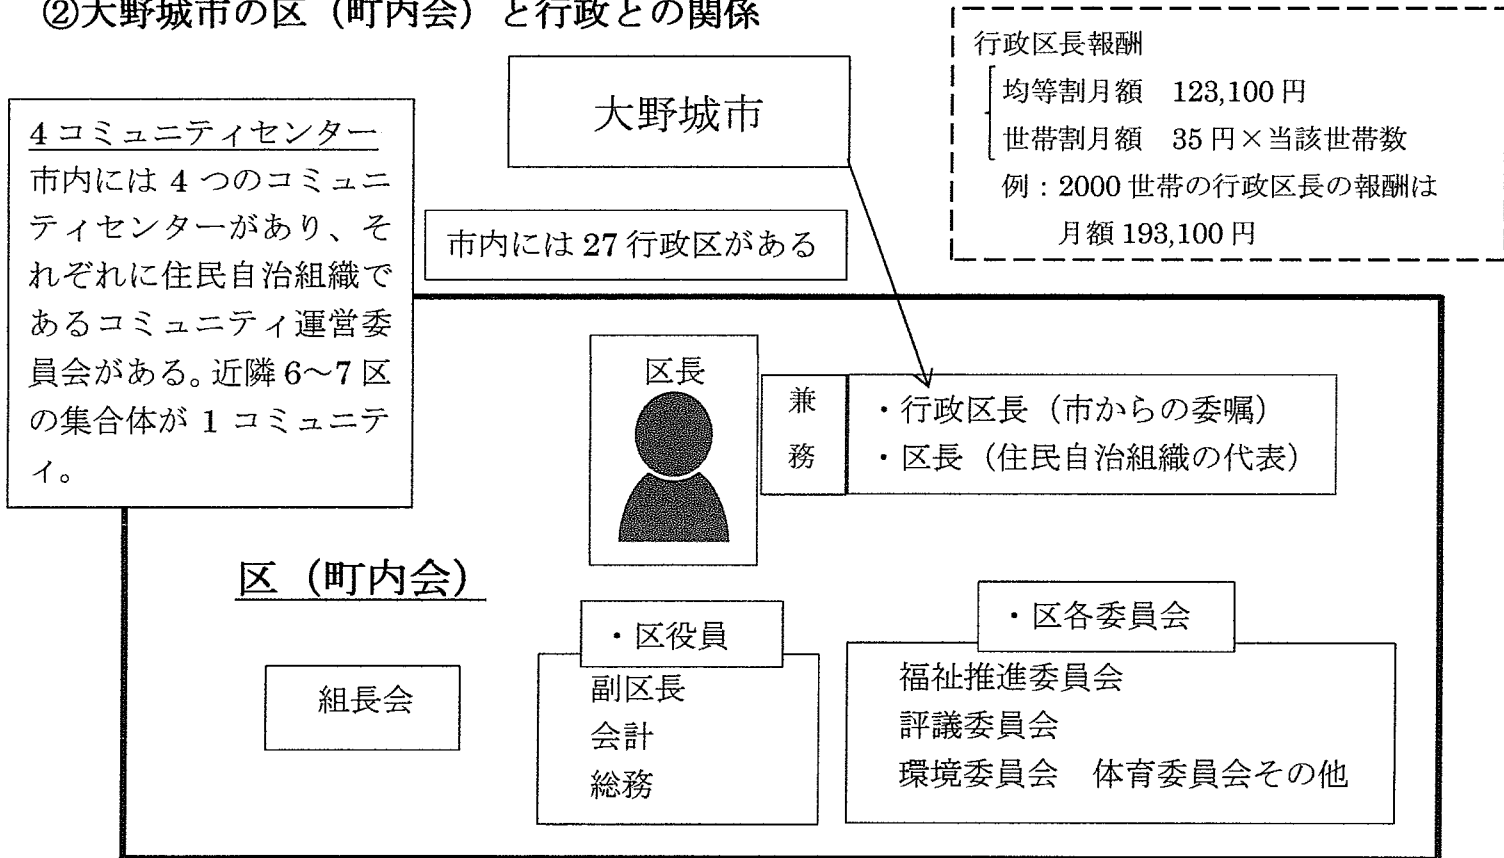 ②大野城市の区（町内会）と行政との関係
行政区長報酬
均等割月額　123,100円
世帯割月額　35円×当該世帯数
例：2000世帯の行政区長の報酬は
月額193,100円
大野城市
4コミュニティセンター
市内には4つのコミュニ
ティセンターがあり、そ
れぞれに住民自治組織で
あるコミュニティ運営委
員会がある。近隣6～7区
の集合体が1コミュニテ
ィ。
市内には27行政区がある
区長
兼
務
・行政区長（市からの委嘱）
・区長（住民自治組織の代表）
区（町内会）
組長会
・区役員
副区長
会計
総務
・区各委員会
福祉推進委員会
評議委員会
環境委員会　体育委員会その他